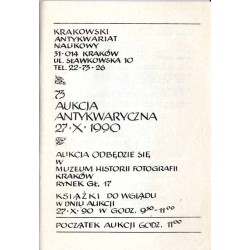 KRAKOWSKI
ANTYKWARIAT
NAUKOWY
31-014 KRAKÓW
UL. SŁAWKOWSKA 10
TEL. 22-73-26
73
AUKCJA
ANTYKWARYCZNA
27·X·1990
AUKCJA ODBĘDZIE SIĘ
W
MUZEUM HISTORII FOTOGRAFII
KRAKÓW
RYNEK GŁ. 17
KSIĄŻKI DO WGLĄDU
W DNIU AUKCJI
27·X·90 W GODZ. 9³⁰-11⁰⁰
POCZĄTEK AUKCJI GODZ. 11⁰⁰